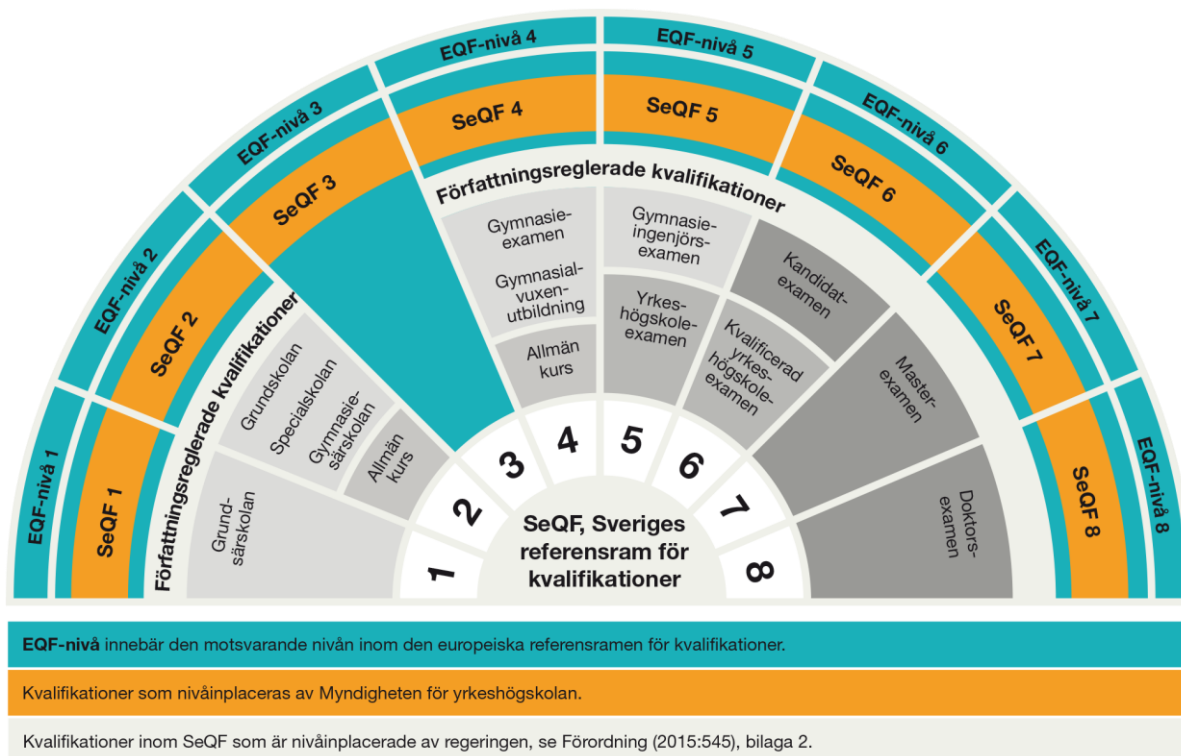 EQF-nivå 1
EQF-nivå 2
EQF-nivå 3
EQF-nivå 4
EQF-nivå 5
EQF-nivå 6
EQF-nivå 7
EQF-nivå 8
SeQF 1
SeQF 2
SeQF 3
SeQF 4
SeQF 5
SeQF 6
SeQF 7
SeQF 8
Författningsreglerade kvalifikationer
Författningsreglerade kvalifikationer
Grund-
särskolan
Grundskolan
Specialskolan
Gymnasie-
särskolan
Allmän
kurs
Gymnasie-
examen
Gymnasial-
vuxen-
utbildning
Allmän
kurs
Gymnasie-
ingenjörs-
examen
Yrkes-
högskole-
examen
Kandidat-
examen
Kvalificerad
yrkes-
högskole-
examen
Master-
examen
Doktors-
examen
1
2
3
4
5
6
7
8
SeQF, Sveriges
referensram för
kvalifikationer
EQF-nivå innebär den motsvarande nivån inom den europeiska referensramen för kvalifikationer.
Kvalifikationer som nivåinplaceras av Myndigheten för yrkeshögskolan.
Kvalifikationer inom SeQF som är nivåinplacerade av regeringen, se Förordning (2015:545), bilaga 2.